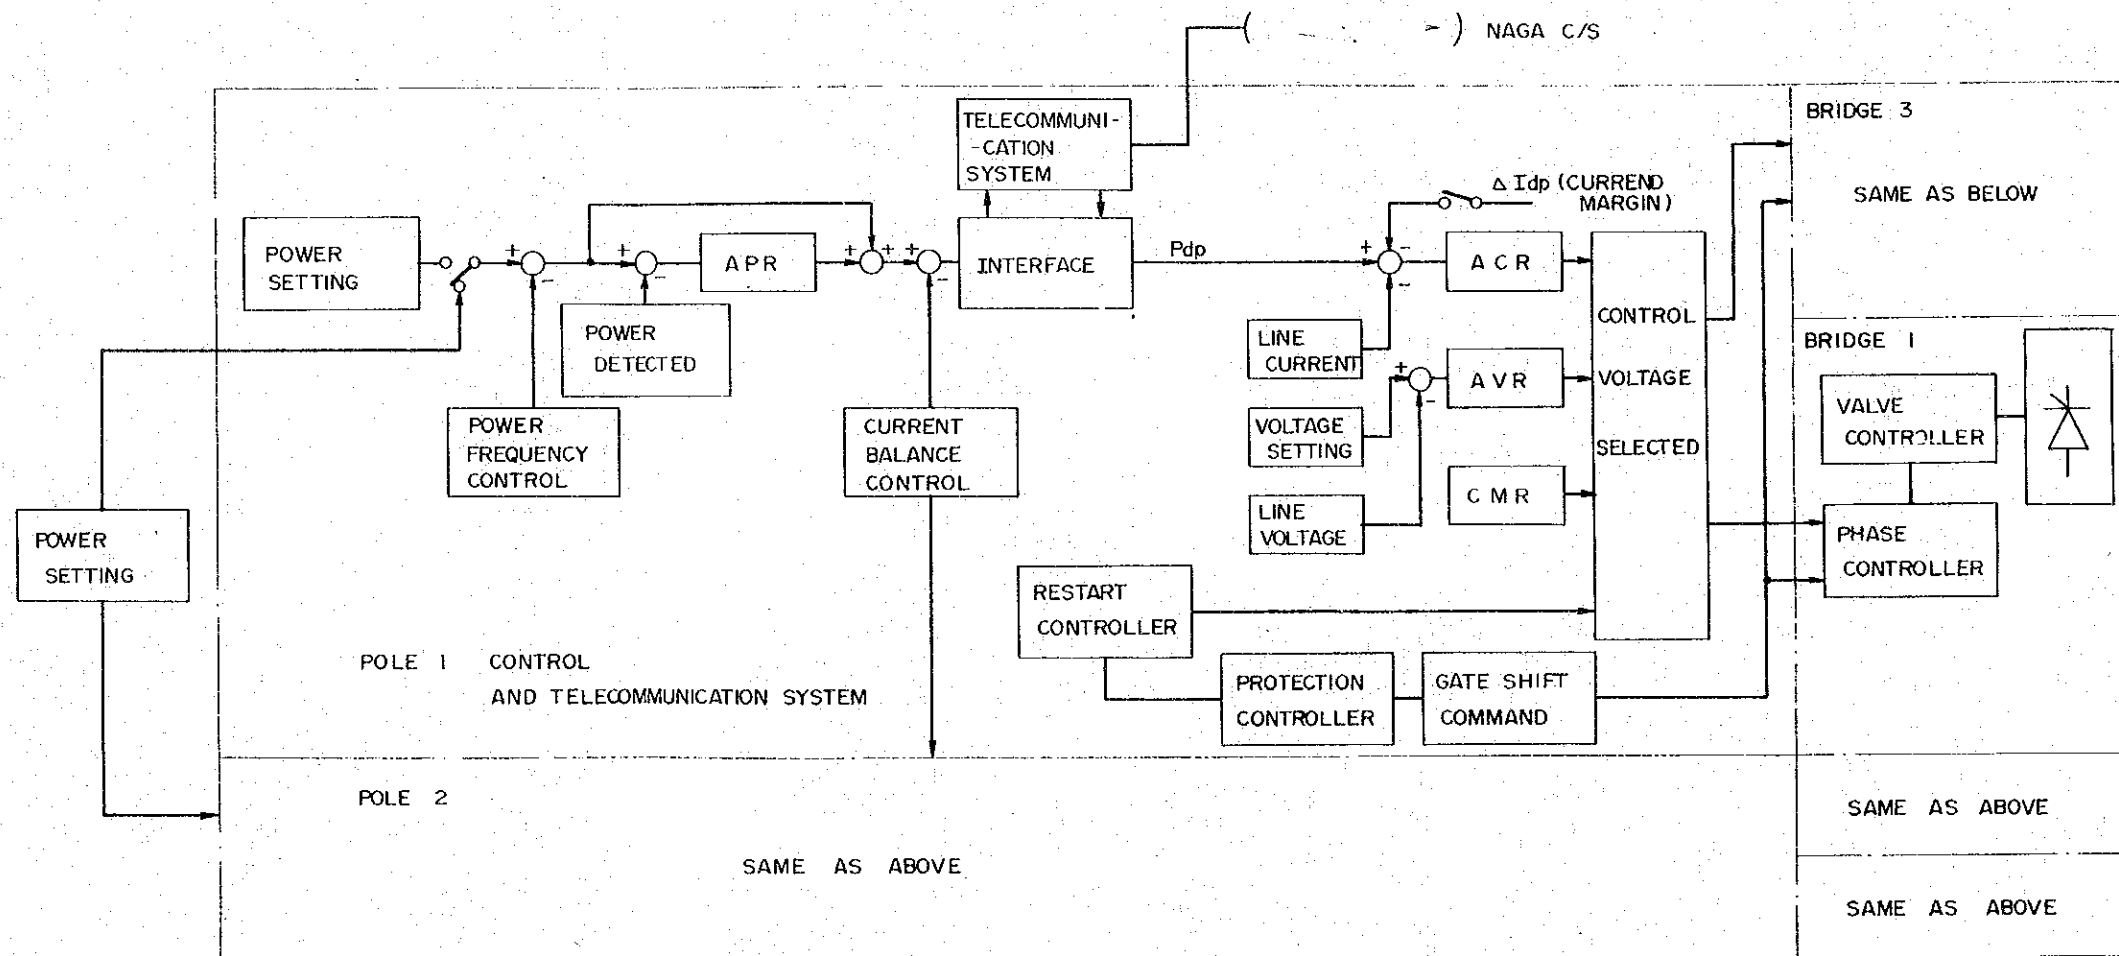 NAGA C/S
TELECOMMUNI-
-CATION
SYSTEM
POWER
SETTING
+
-
+
-
APR
+
+
+
-
INTERFACE
Pdp
Δ Idp (CURREND
MARGIN)
+
-
-
ACR
POWER
DETECTED
LINE
CURRENT
POWER
FREQUENCY
CONTROL
CURRENT
BALANCE
CONTROL
VOLTAGE
SETTING
+
-
AVR
LINE
VOLTAGE
CMR
CONTROL
VOLTAGE
SELECTED
POWER
SETTING
RESTART
CONTROLLER
PROTECTION
CONTROLLER
GATE SHIFT
COMMAND
POLE 1 CONTROL
AND TELECOMMUNICATION SYSTEM
BRIDGE 3
SAME AS BELOW
BRIDGE 1
VALVE
CONTROLLER
PHASE
CONTROLLER
POLE 2
SAME AS ABOVE
SAME AS ABOVE
SAME AS ABOVE